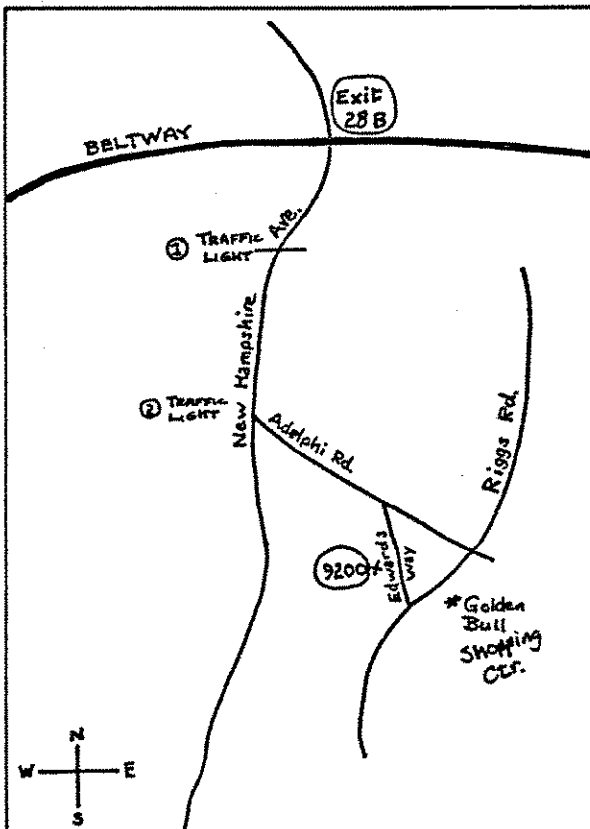 Exit
28 B
BELTWAY
① TRAFFIC
LIGHT
New Hampshire Ave.
② TRAFFIC
LIGHT
Adelphi Rd.
Riggs Rd.
9200
Edwards
Way
* Golden
Bull
Shopping
Ctr.
N
W E
S